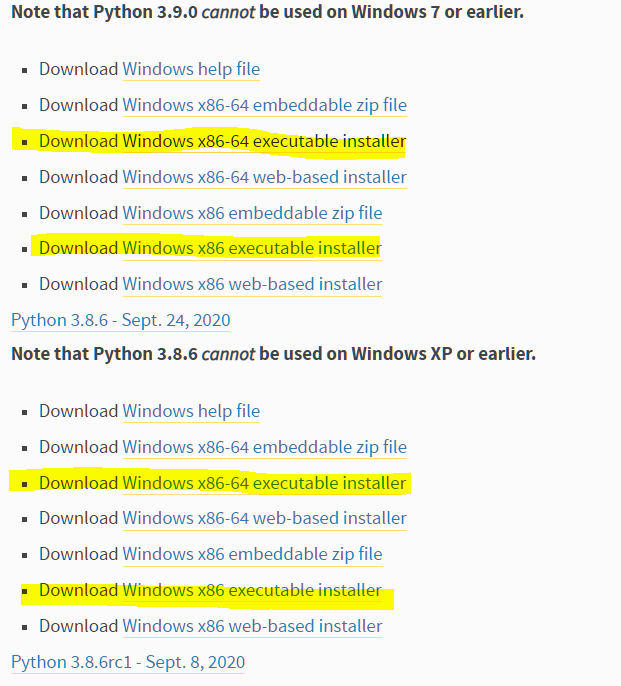 Note that Python 3.9.0 cannot be used on Windows 7 or earlier.
Download Windows help file
Download Windows x86-64 embeddable zip file
Download Windows x86-64 executable installer
Download Windows x86-64 web-based installer
Download Windows x86 embeddable zip file
Download Windows x86 executable installer
Download Windows x86 web-based installer
Python 3.8.6 - Sept. 24, 2020
Note that Python 3.8.6 cannot be used on Windows XP or earlier.
Download Windows help file
Download Windows x86-64 embeddable zip file
Download Windows x86-64 executable installer
Download Windows x86-64 web-based installer
Download Windows x86 embeddable zip file
Download Windows x86 executable installer
Download Windows x86 web-based installer
Python 3.8.6rc1 - Sept. 8, 2020